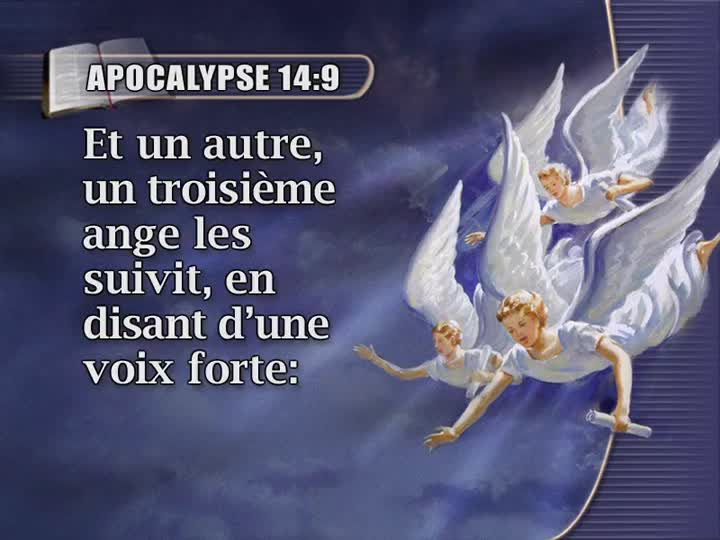 APOCALYPSE 14:9
Et un autre,
un troisième
ange les
suivit, en
disant d'une
voix forte: